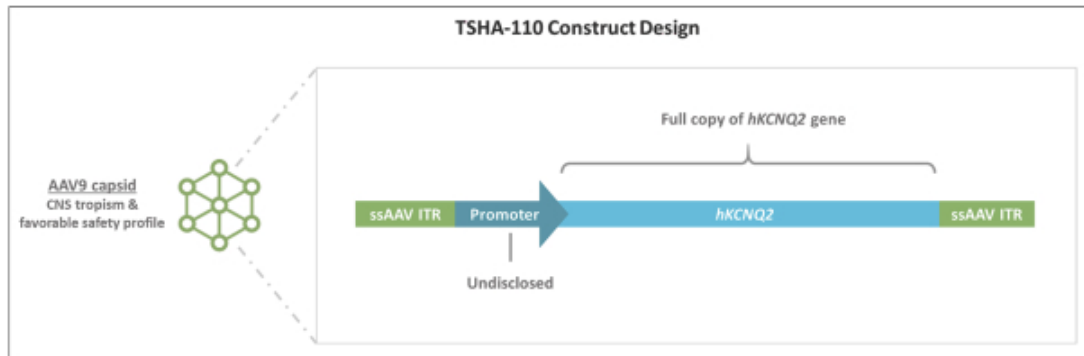 TSHA-110 Construct Design
Full copy of hKCNQ2 gene
AAV9 capsid
CNS tropism &
favorable safety profile
ssAAV ITR Promoter hKCNQ2 ssAAV ITR
Undisclosed